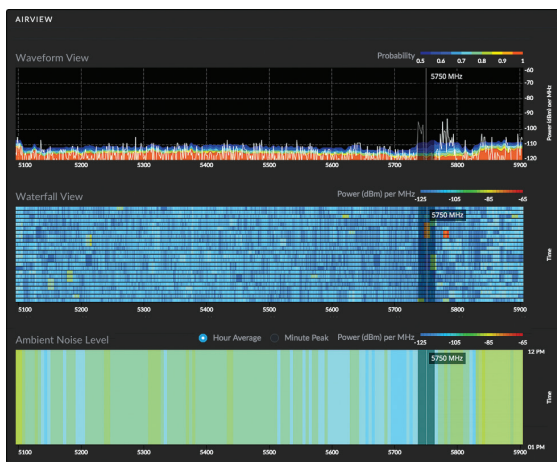 AIRVIEW
Waveform View
Probability 0.5 0.6 0.7 0.8 0.9 1
5750 MHz
-60
-70
-80
-90
-100
-110
-120
Power (dBm) per MHz
5100 5200 5300 5400 5500 5600 5700 5800 5900
Waterfall View
Power (dBm) per MHz -125 -105 -85 -65
5750 MHz
Time
5100 5200 5300 5400 5500 5600 5700 5800 5900
Ambient Noise Level
Hour Average Minute Peak Power (dBm) per MHz -125 -105 -85 -65
5750 MHz
12 PM
Time
01 PM
5100 5200 5300 5400 5500 5600 5700 5800 5900